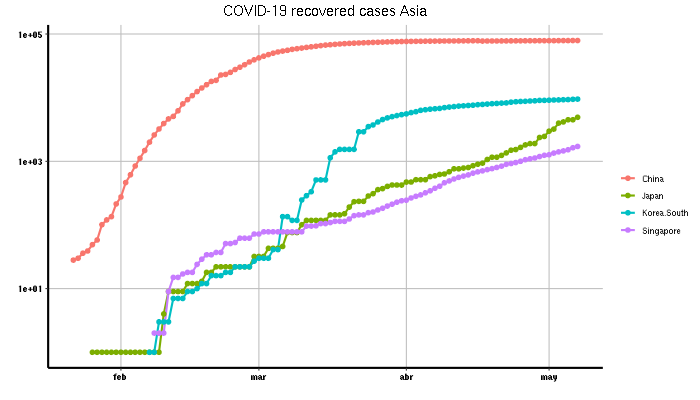 COVID-19 recovered cases Asia
1e+05
1e+03
1e+01
feb
mar
abr
may
China
Japan
Korea.South
Singapore